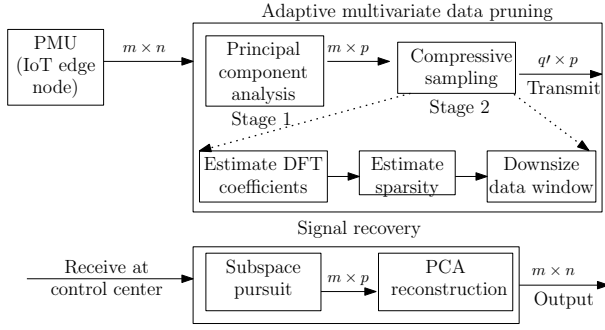 Adaptive multivariate data pruning
PMU
(IoT edge
node)
m × n
Principal
component
analysis
Stage 1
m × p
Compressive
sampling
Stage 2
q′ × p
Transmit
Estimate DFT
coefficients
Estimate
sparsity
Downsize
data window
Signal recovery
Receive at
control center
Subspace
pursuit
m × p
PCA
reconstruction
m × n
Output